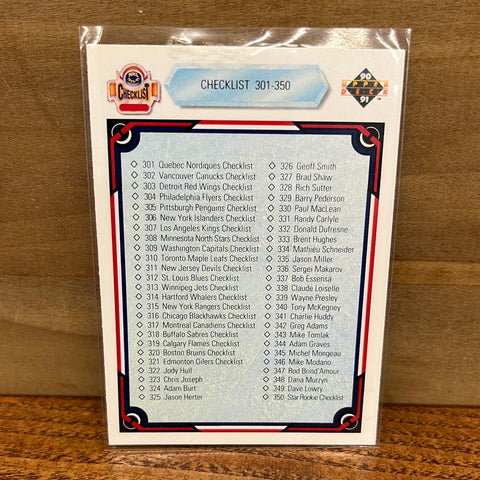 CHECKLIST 301-350
NHL
CHECKLIST
90
UPPER DECK
91
TM
301 Quebec Nordiques Checklist
302 Vancouver Canucks Checklist
303 Detroit Red Wings Checklist
304 Philadelphia Flyers Checklist
305 Pittsburgh Penguins Checklist
306 New York Islanders Checklist
307 Los Angeles Kings Checklist
308 Minnesota North Stars Checklist
309 Washington Capitals Checklist
310 Toronto Maple Leafs Checklist
311 New Jersey Devils Checklist
312 St. Louis Blues Checklist
313 Winnipeg Jets Checklist
314 Hartford Whalers Checklist
315 New York Rangers Checklist
316 Chicago Blackhawks Checklist
317 Montreal Canadiens Checklist
318 Buffalo Sabres Checklist
319 Calgary Flames Checklist
320 Boston Bruins Checklist
321 Edmonton Oilers Checklist
322 Jody Hull
323 Chris Joseph
324 Adam Burt
325 Jason Herter
326 Geoff Smith
327 Brad Shaw
328 Rich Sutter
329 Barry Pederson
330 Paul MacLean
331 Randy Carlyle
332 Donald Dufresne
333 Brent Hughes
334 Mathieu Schneider
335 Jason Miller
336 Sergei Makarov
337 Bob Essensa
338 Claude Loiselle
339 Wayne Presley
340 Tony McKegney
341 Charlie Huddy
342 Greg Adams
343 Mike Tomlak
344 Adam Graves
345 Michel Mongeau
346 Mike Modano
347 Rod Brind'Amour
348 Dana Murzyn
349 Dave Lowry
350 Star Rookie Checklist